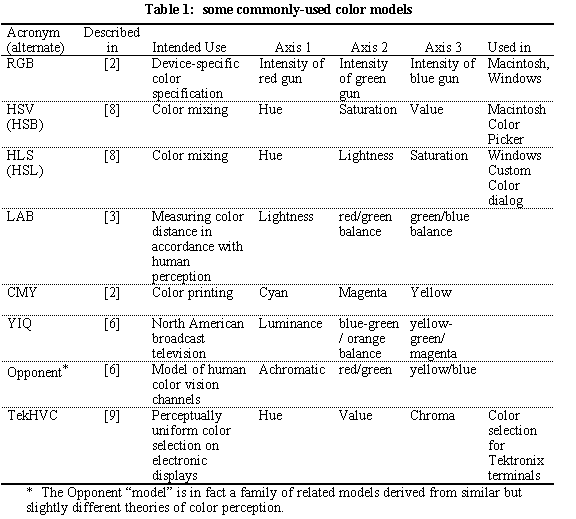 Table 1: some commonly-used color models
Acronym Described
(alternate) in Intended Use Axis 1 Axis 2 Axis 3 Used in
RGB [2] Device-specific Intensity of Intensity Intensity of Macintosh,
color red gun of green blue gun Windows
specification gun
HSV [8] Color mixing Hue Saturation Value Macintosh
(HSB) Color
Picker
HLS [8] Color mixing Hue Lightness Saturation Windows
(HSL) Custom
Color
dialog
LAB [3] Measuring color Lightness red/green green/blue
distance in balance balance
accordance with
human
perception
CMY [2] Color printing Cyan Magenta Yellow
YIQ [6] North American Luminance blue-green yellow-
broadcast / orange green/
television balance magenta
Opponent* [6] Model of human Achromatic red/green yellow/blue
color vision
channels
TekHVC [9] Perceptually Hue Value Chroma Color
uniform color selection
selection on for
electronic Tektronix
displays terminals
* The Opponent “model” is in fact a family of related models derived from similar but
slightly different theories of color perception.